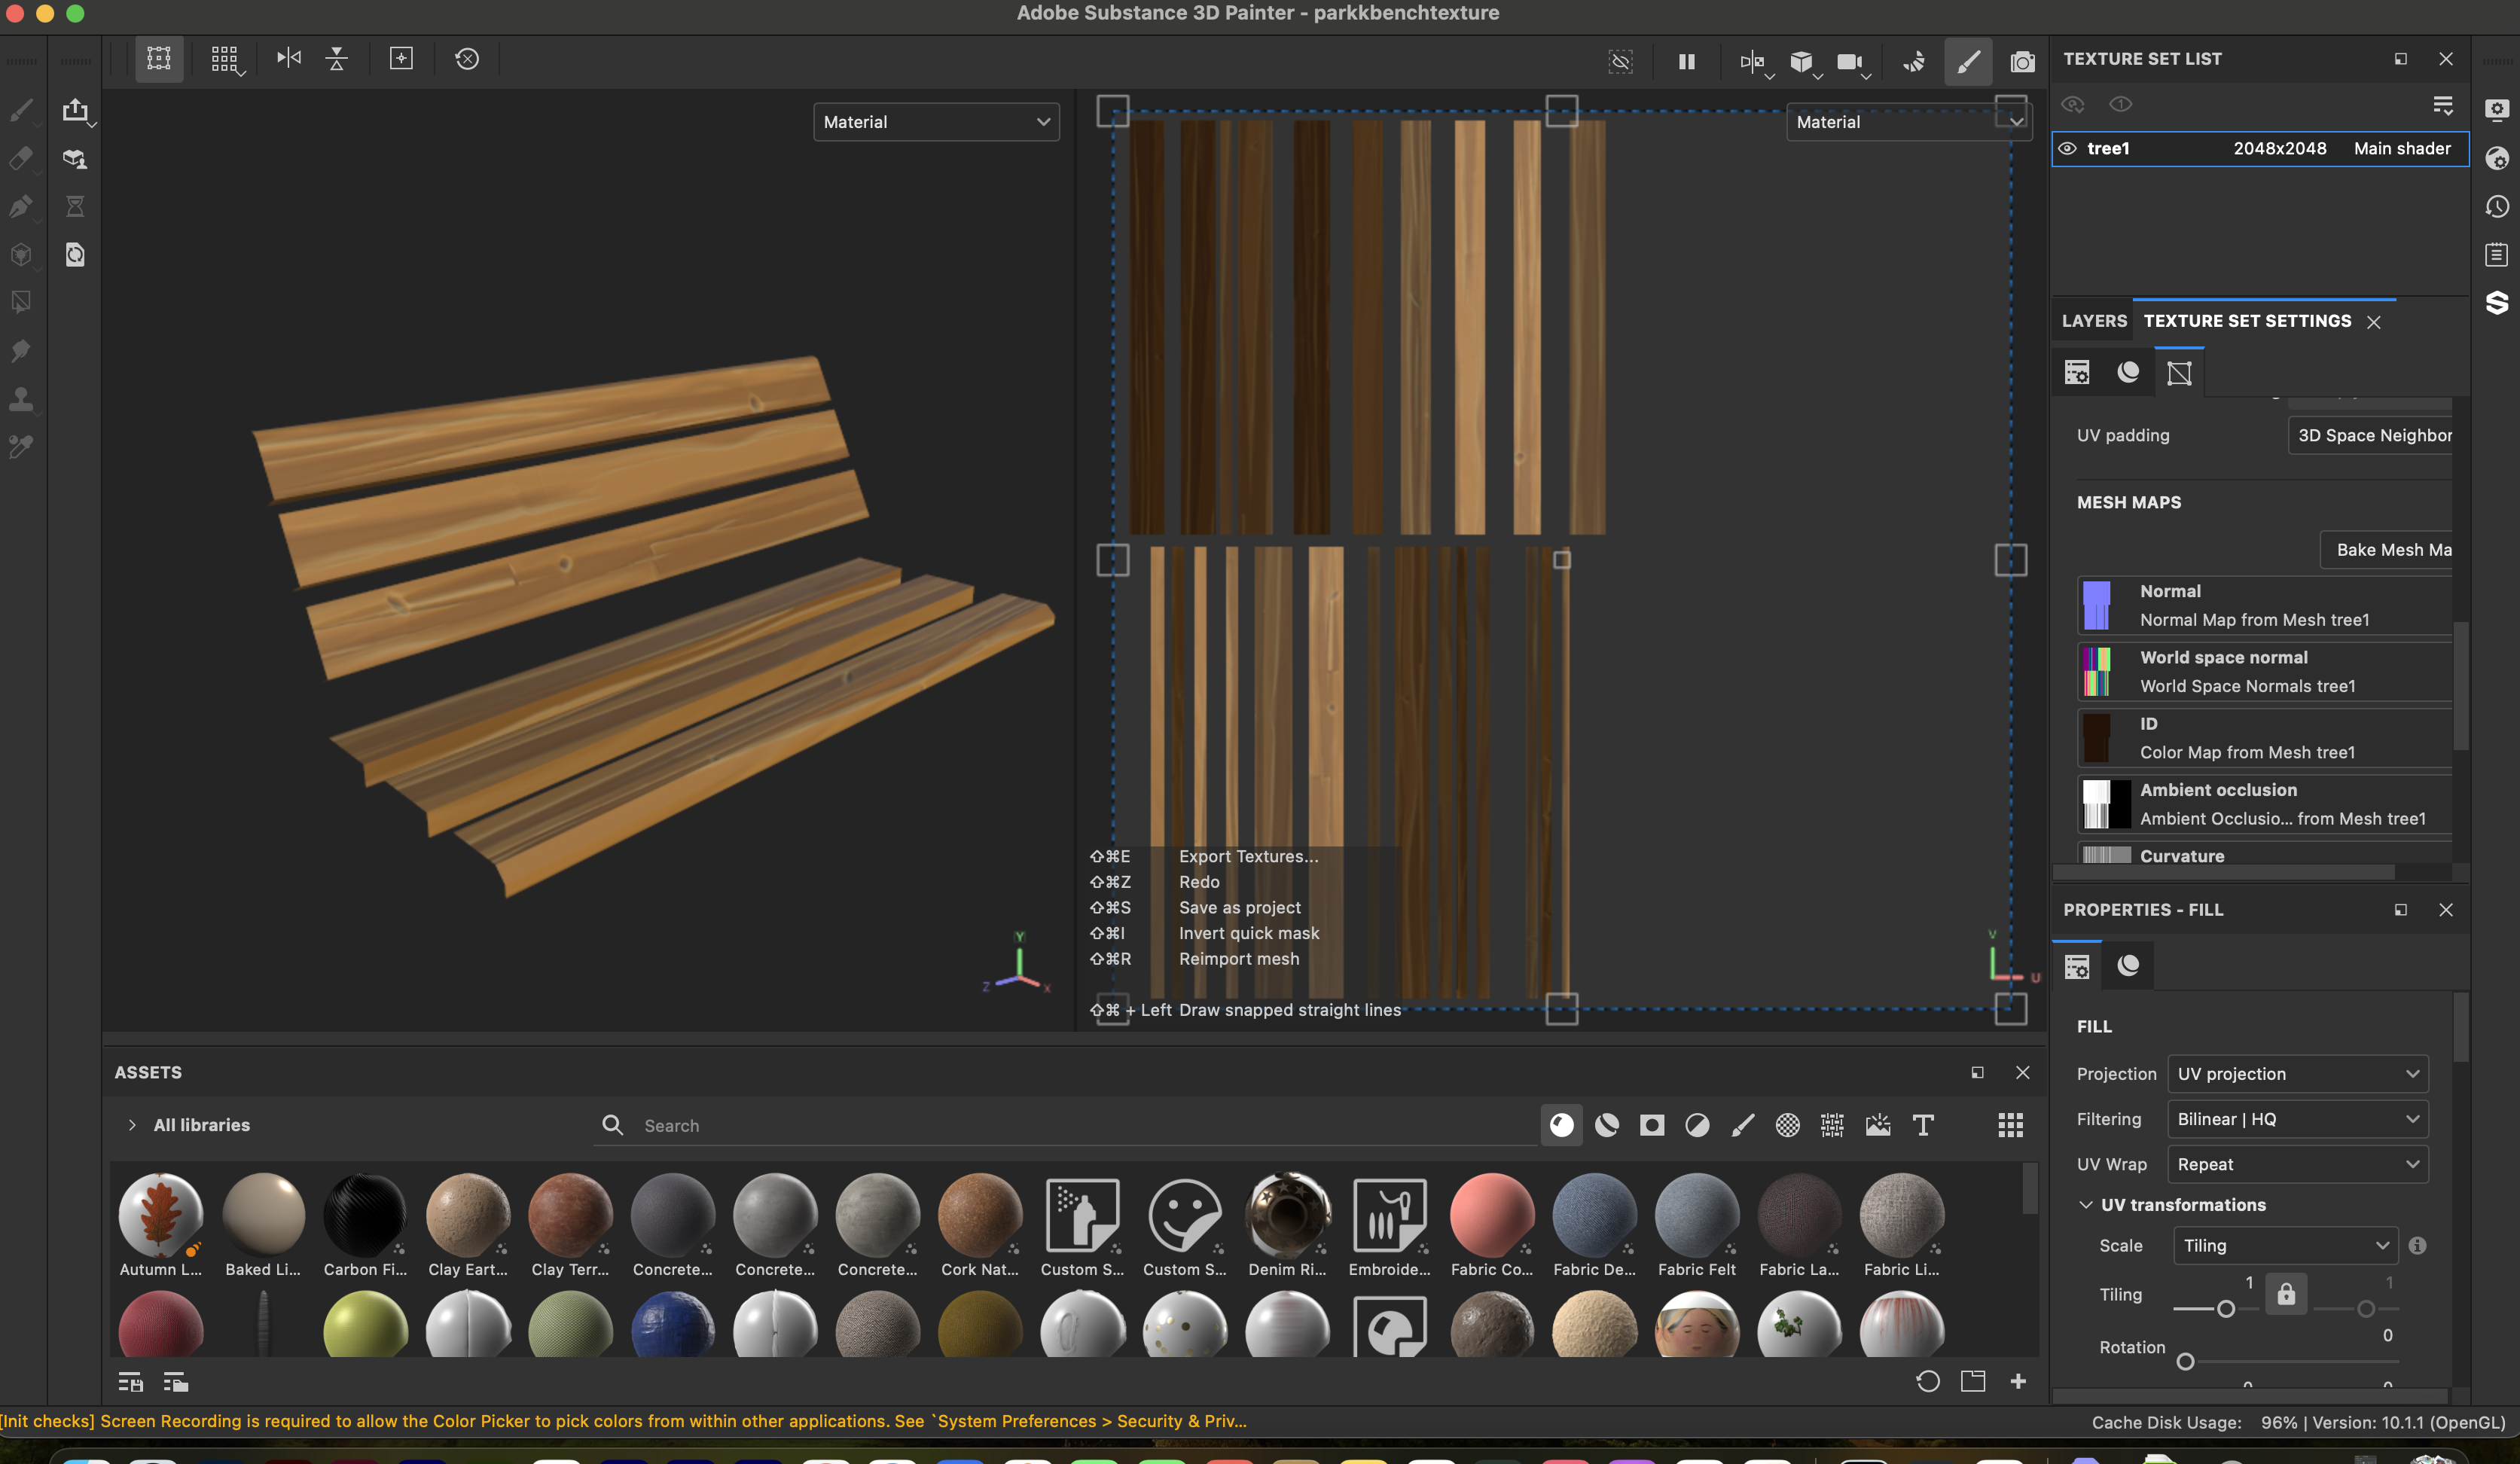 Adobe Substance 3D Painter - parkkbenchtexture
Material
Material
TEXTURE SET LIST
tree1 2048x2048 Main shader
LAYERS TEXTURE SET SETTINGS
UV padding 3D Space Neighbor
MESH MAPS
Bake Mesh Ma
Normal
Normal Map from Mesh tree1
World space normal
World Space Normals tree1
ID
Color Map from Mesh tree1
Ambient occlusion
Ambient Occlusio... from Mesh tree1
Curvature
⇧⌘E Export Textures...
⇧⌘Z Redo
⇧⌘S Save as project
⇧⌘I Invert quick mask
⇧⌘R Reimport mesh
⇧⌘ + Left Draw snapped straight lines
Y
Z X
V
U
PROPERTIES - FILL
FILL
Projection UV projection
Filtering Bilinear | HQ
UV Wrap Repeat
UV transformations
Scale Tiling
Tiling 1 1
Rotation 0
ASSETS
All libraries
Search
Autumn L... Baked Li... Carbon Fi... Clay Eart... Clay Terr... Concrete... Concrete... Concrete... Cork Nat... Custom S... Custom S... Denim Ri... Embroide... Fabric Co... Fabric De... Fabric Felt Fabric La... Fabric Li...
[Init checks] Screen Recording is required to allow the Color Picker to pick colors from within other applications. See `System Preferences > Security & Priv...
Cache Disk Usage: 96% | Version: 10.1.1 (OpenGL)